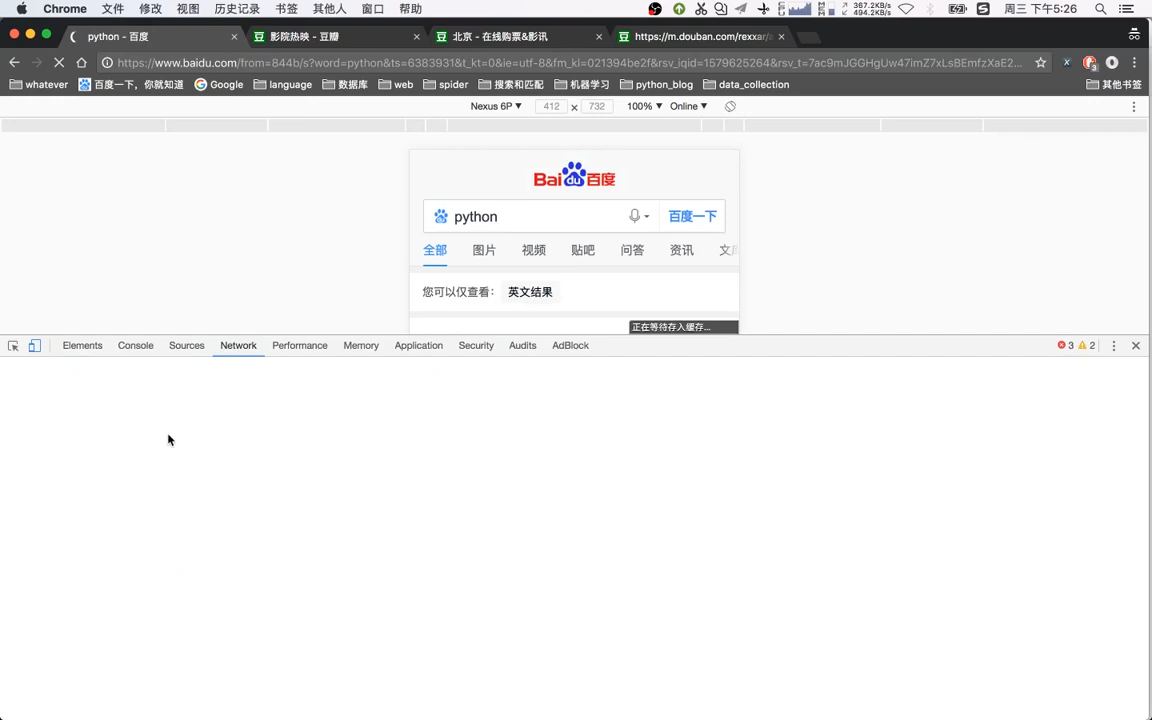 Chrome 文件 修改 视图 历史记录 书签 其他人 窗口 帮助 367.2KB/s 494.2KB/s 周三 下午5:26
python - 百度 影院热映 - 豆瓣 北京 - 在线购票&影讯 https://m.douban.com/rexxar/
https://www.baidu.com/from=844b/s?word=python&ts=6383931&t_kt=0&ie=utf-8&fm_kl=021394be2f&rsv_iqid=1579625264&rsv_t=7ac9mJGGHgUw47imZ7xLsBEmfzXaE2...
whatever 百度一下，你就知道 Google language 数据库 web spider 搜索和匹配 机器学习 python_blog data_collection 其他书签
Nexus 6P ▼ 412 × 732 100% ▼ Online ▼
Bai du 百度
python 百度一下
全部 图片 视频 贴吧 问答 资讯
您可以仅查看： 英文结果
正在等待存入缓存...
Elements Console Sources Network Performance Memory Application Security Audits AdBlock 3 2